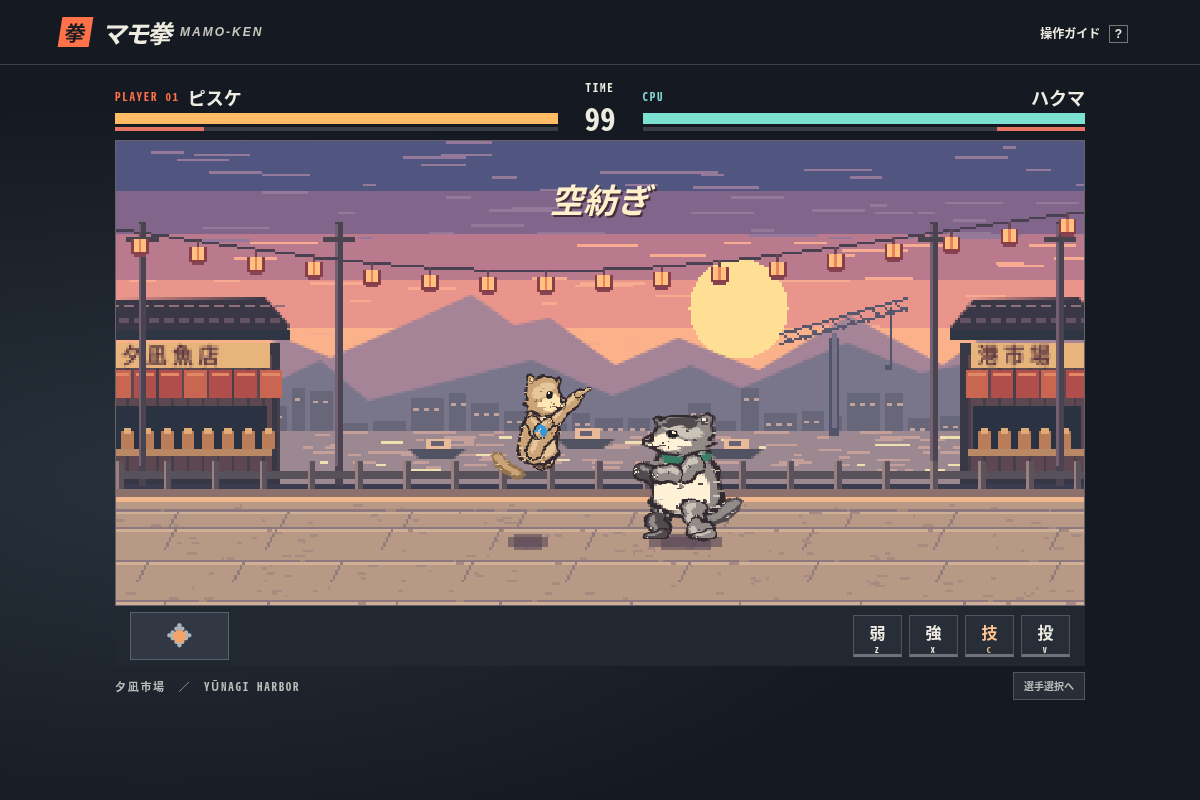 拳 マモ拳 MAMO-KEN
操作ガイド ?
PLAYER 01 ピスケ
TIME
99
CPU ハクマ
空紡ぎ
夕凪魚店
港市場
弱 強 技 投
Z X C V
夕凪市場 / YŪNAGI HARBOR
選手選択へ